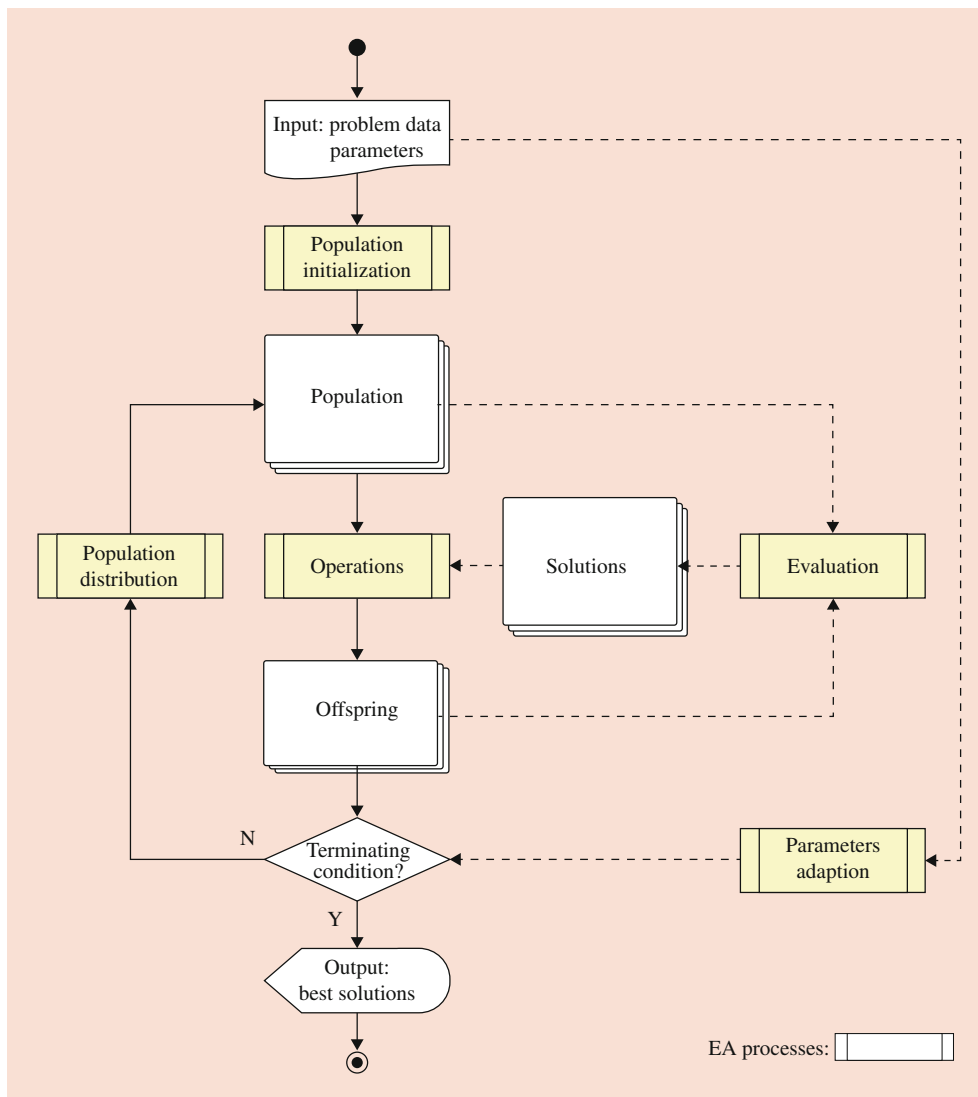 Input: problem data
parameters
Population
initialization
Population
Population
distribution
Operations
Solutions
Evaluation
Offspring
N
Terminating
condition?
Parameters
adaption
Y
Output:
best solutions
EA processes: